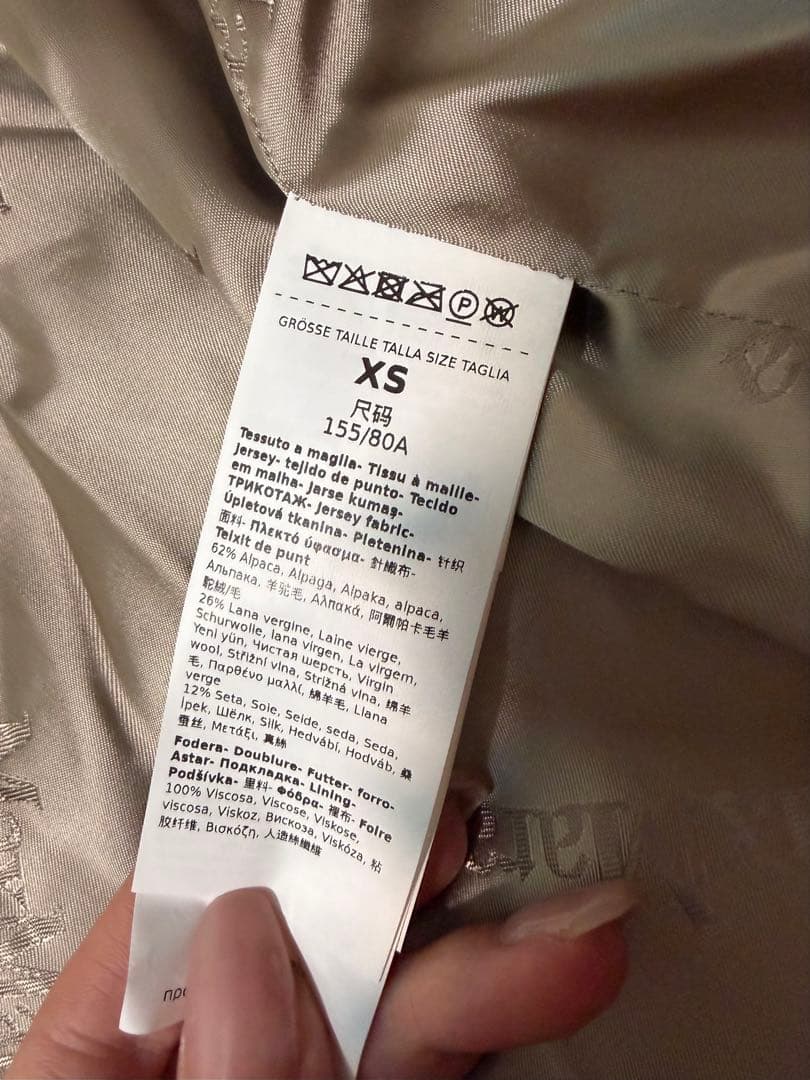 P W
GRÖSSE TAILLE TALLA SIZE TAGLIA
XS
尺码
155/80A
Tessuto a maglia- Tissu à maille-
Jersey- tejido de punto- Tecido
em malha- Jarse kumaş-
ТРИКОТАЖ- Jersey fabric-
Úpletová tkanina- Pletenina- 针织
面料- Πλεκτό ύφασμα- 針織布-
Teixit de punt
62% Alpaca, Alpaga, Alpaka, alpaca,
Альпака, 羊驼毛, Αλπακά, 阿爾帕卡毛羊
駝絨/毛
26% Lana vergine, Laine vierge,
Schurwolle, lana virgen, La virgem,
Yeni yün, Чистая шерсть, Virgin
wool, Střižní vlna, Strižná vlna, 绵羊
毛, Παρθένο μαλλί, 綿羊毛, Llana
verge
12% Seta, Soie, Seide, seda, Seda,
İpek, Шёлк, Silk, Hedvábí, Hodváb, 桑
蚕丝, Μετάξι, 真絲
Fodera- Doublure- Futter- forro-
Astar- Подкладка- Lining-
Podšívka- 里料- Φόδρα- 裡布- Folre
100% Viscosa, Viscose, Viskose,
viscosa, Viskoz, Вискоза, Viskóza, 粘
胶纤维, Βισκόζη, 人造絲纖維